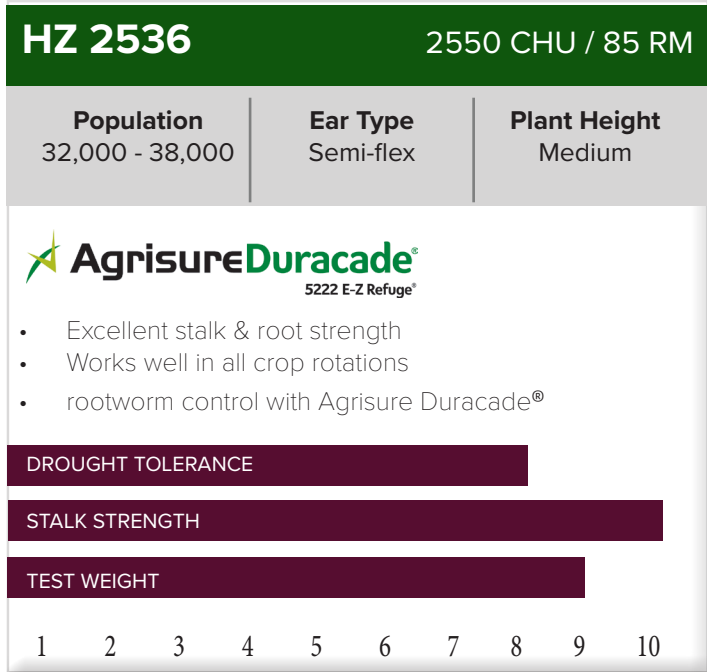 HZ 2536 2550 CHU / 85 RM
Population Ear Type Plant Height
32,000 - 38,000 Semi-flex Medium
AgrisureDuracade®
5222 E-Z Refuge®
• Excellent stalk & root strength
• Works well in all crop rotations
• rootworm control with Agrisure Duracade®
DROUGHT TOLERANCE
STALK STRENGTH
TEST WEIGHT
1 2 3 4 5 6 7 8 9 10